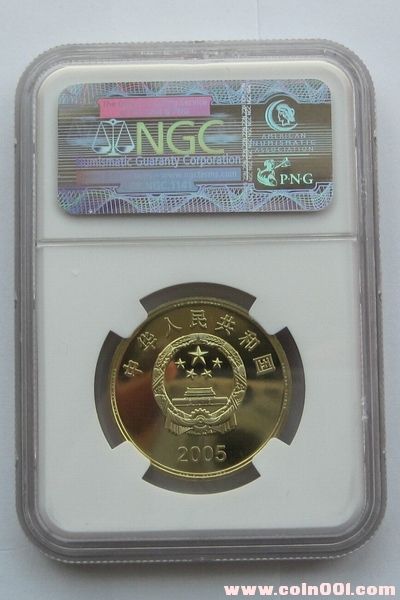 NGC
Numismatic Guaranty Corporation
AMERICAN
NUMISMATIC
ASSOCIATION
P·N·G
中华人民共和国
2005
www.coin001.com